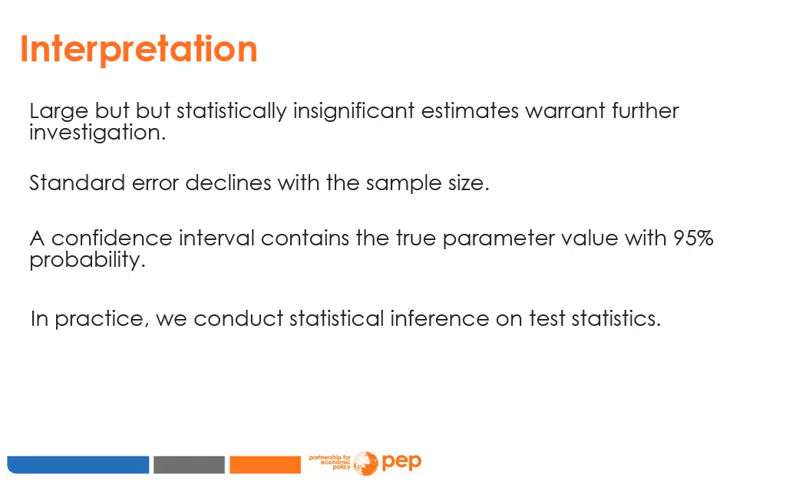 Interpretation
Large but but statistically insignificant estimates warrant further
investigation.
Standard error declines with the sample size.
A confidence interval contains the true parameter value with 95%
probability.
In practice, we conduct statistical inference on test statistics.
partnership for
economic
policy
pep